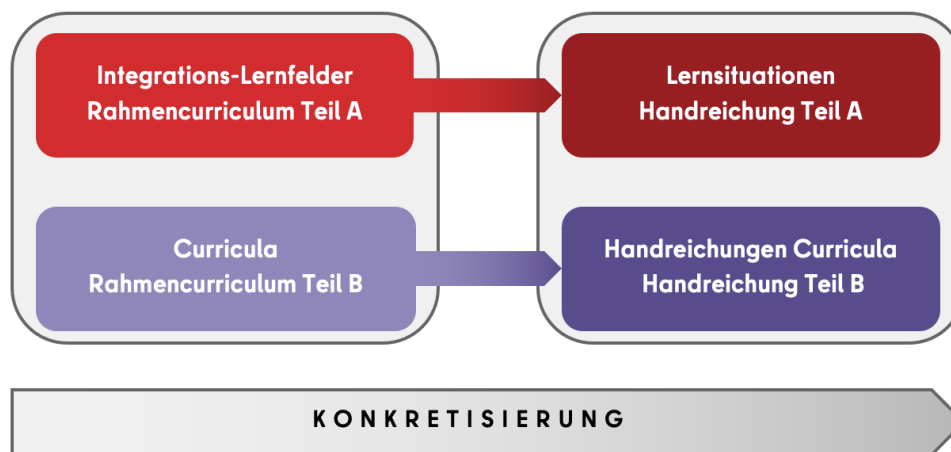 Integrations-Lernfelder
Rahmencurriculum Teil A
Lernsituationen
Handreichung Teil A
Curricula
Rahmencurriculum Teil B
Handreichungen Curricula
Handreichung Teil B
KONKRETISIERUNG